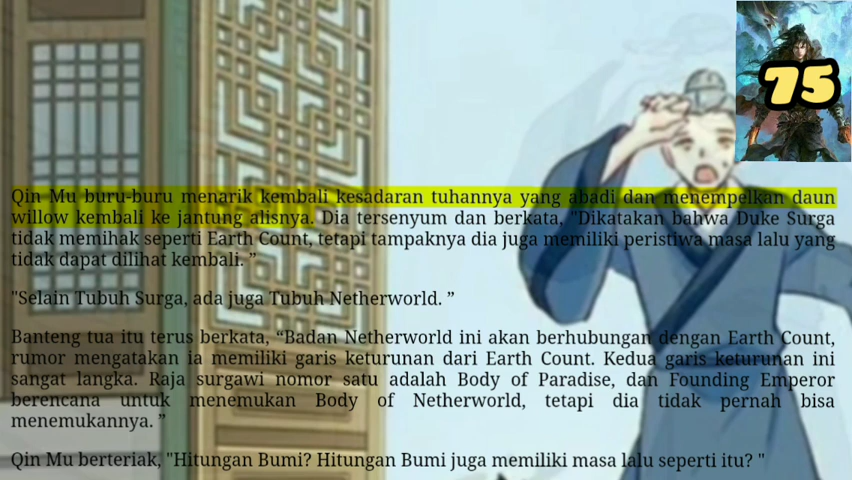 75
Qin Mu buru-buru menarik kembali kesadaran tuhannya yang abadi dan menempelkan daun
willow kembali ke jantung alisnya. Dia tersenyum dan berkata, "Dikatakan bahwa Duke Surga
tidak memihak seperti Earth Count, tetapi tampaknya dia juga memiliki peristiwa masa lalu yang
tidak dapat dilihat kembali. ”
"Selain Tubuh Surga, ada juga Tubuh Netherworld. ”
Banteng tua itu terus berkata, “Badan Netherworld ini akan berhubungan dengan Earth Count,
rumor mengatakan ia memiliki garis keturunan dari Earth Count. Kedua garis keturunan ini
sangat langka. Raja surgawi nomor satu adalah Body of Paradise, dan Founding Emperor
berencana untuk menemukan Body of Netherworld, tetapi dia tidak pernah bisa
menemukannya. ”
Qin Mu berteriak, "Hitungan Bumi? Hitungan Bumi juga memiliki masa lalu seperti itu? "